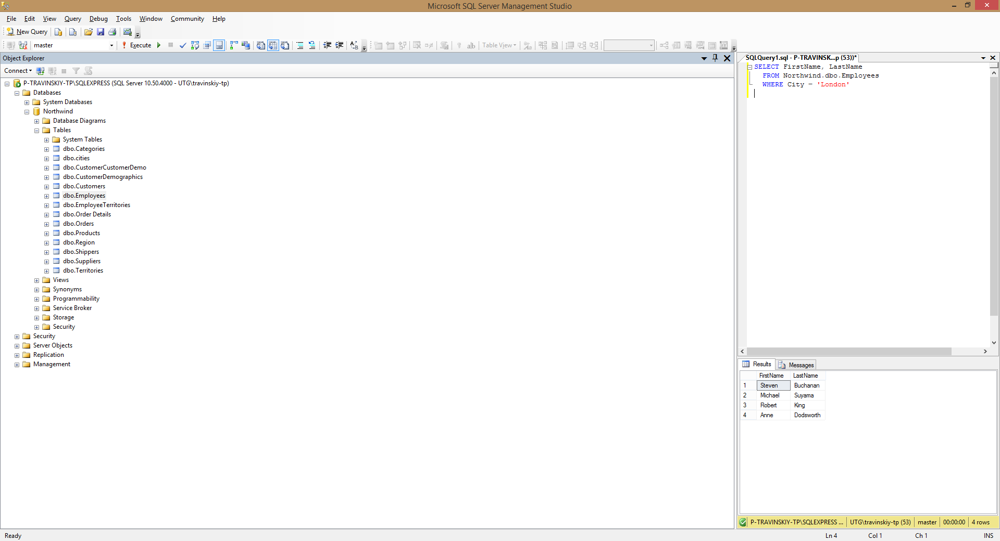 Microsoft SQL Server Management Studio
File Edit View Query Debug Tools Window Community Help
New Query
master Execute Table View
Object Explorer
Connect
P-TRAVINSKIY-TP\SQLEXPRESS (SQL Server 10.50.4000 - UTG\travinskiy-tp)
Databases
System Databases
Northwind
Database Diagrams
Tables
System Tables
dbo.Categories
dbo.cities
dbo.CustomerCustomerDemo
dbo.CustomerDemographics
dbo.Customers
dbo.Employees
dbo.EmployeeTerritories
dbo.Order Details
dbo.Orders
dbo.Products
dbo.Region
dbo.Shippers
dbo.Suppliers
dbo.Territories
Views
Synonyms
Programmability
Service Broker
Storage
Security
Security
Server Objects
Replication
Management
SQLQuery1.sql - P-TRAVINSK...p (53))*
SELECT FirstName, LastName
FROM Northwind.dbo.Employees
WHERE City = 'London'
Results Messages
FirstName LastName
1 Steven Buchanan
2 Michael Suyama
3 Robert King
4 Anne Dodsworth
P-TRAVINSKIY-TP\SQLEXPRESS ... UTG\travinskiy-tp (53) master 00:00:00 4 rows
Ready Ln 4 Col 1 Ch 1 INS